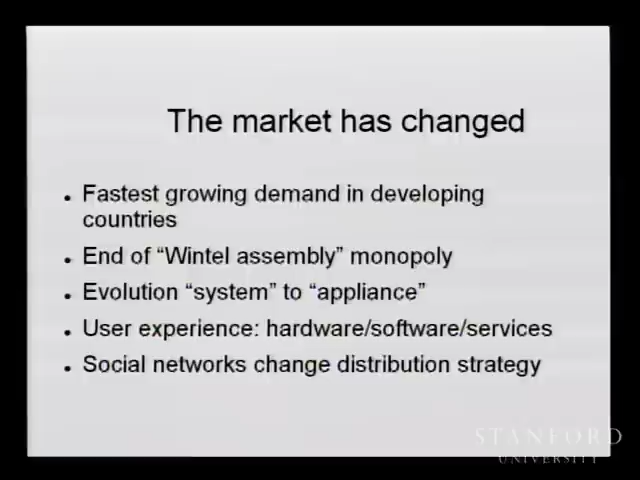 The market has changed
Fastest growing demand in developing
countries
End of “Wintel assembly” monopoly
Evolution “system” to “appliance”
User experience: hardware/software/services
Social networks change distribution strategy
STANFORD
UNIVERSITY